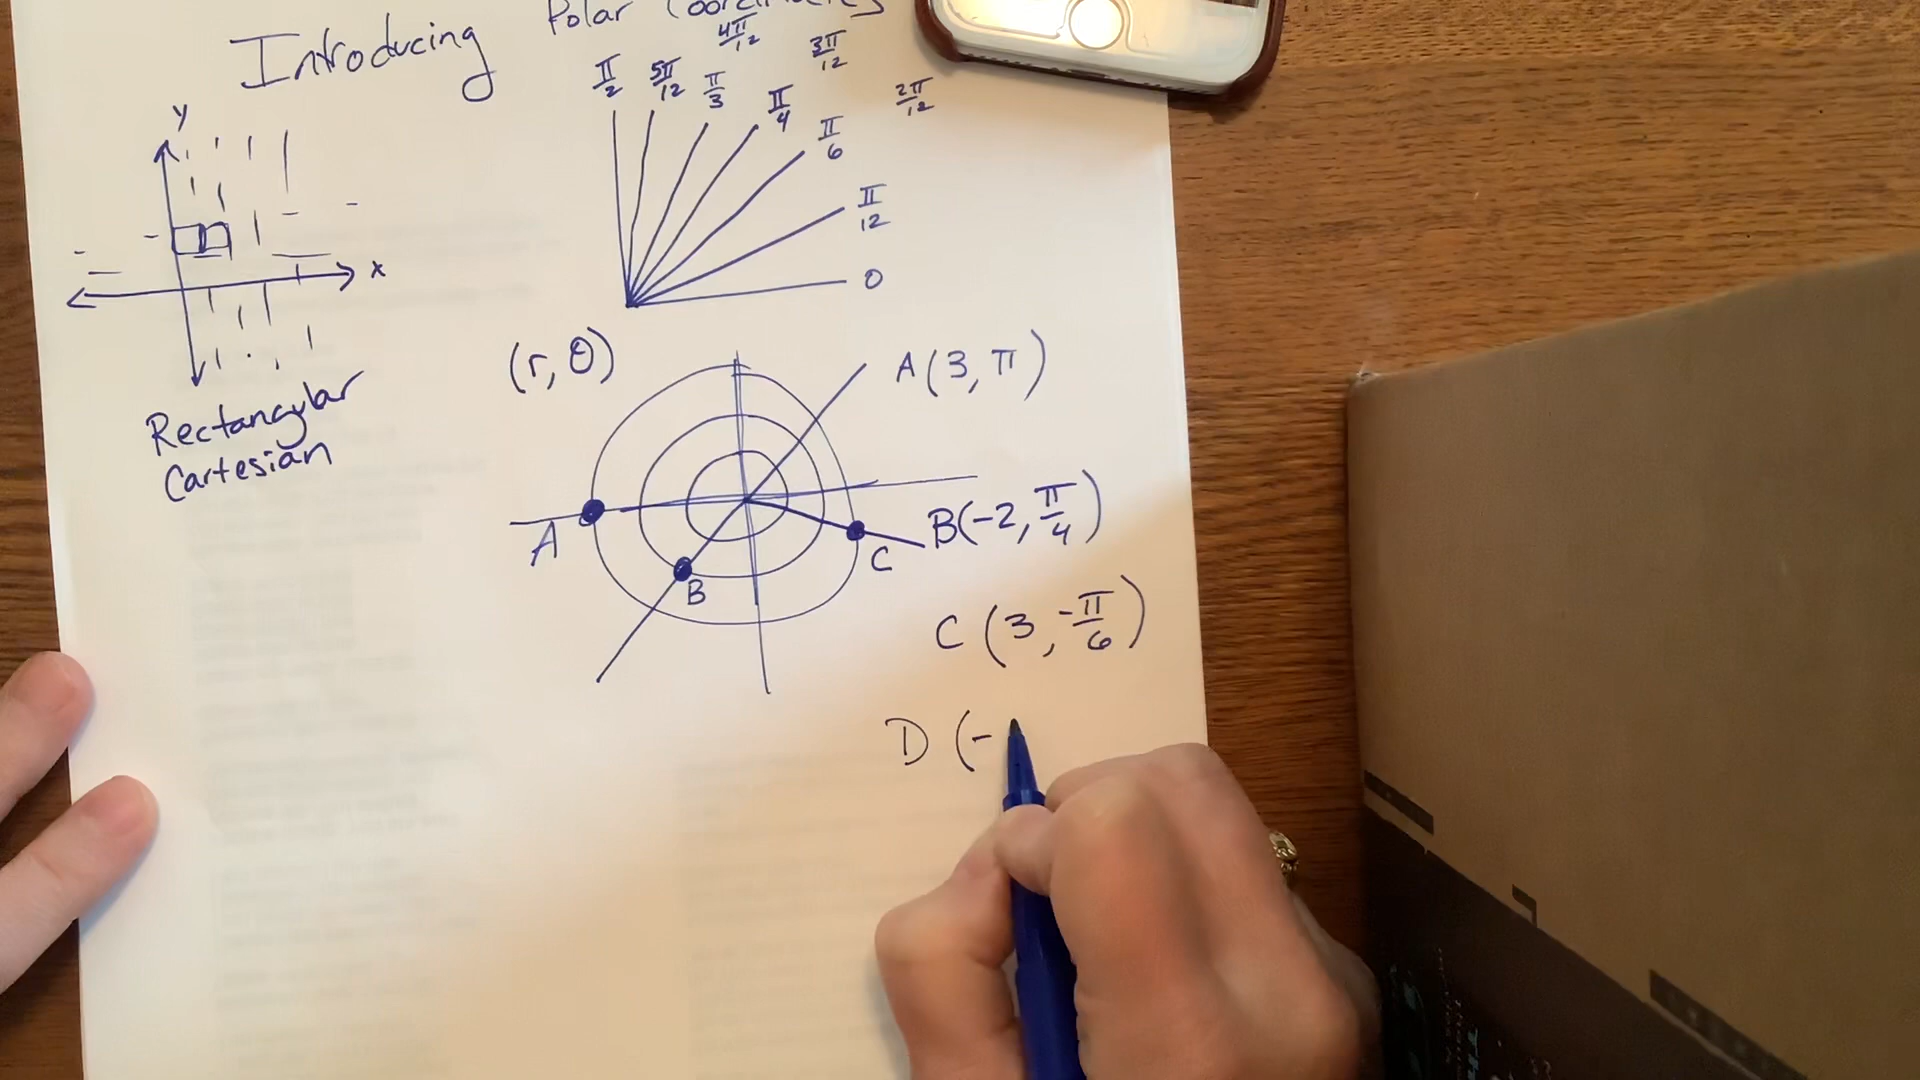 Introducing Polar Coordinates
y
x
Rectangular
Cartesian
π/2 5π/12 π/3 4π/12 π/4 3π/12 π/6 2π/12
π/12
0
(r, θ)
A(3, π)
A
B
C
B(-2, π/4)
C (3, -π/6)
D (-